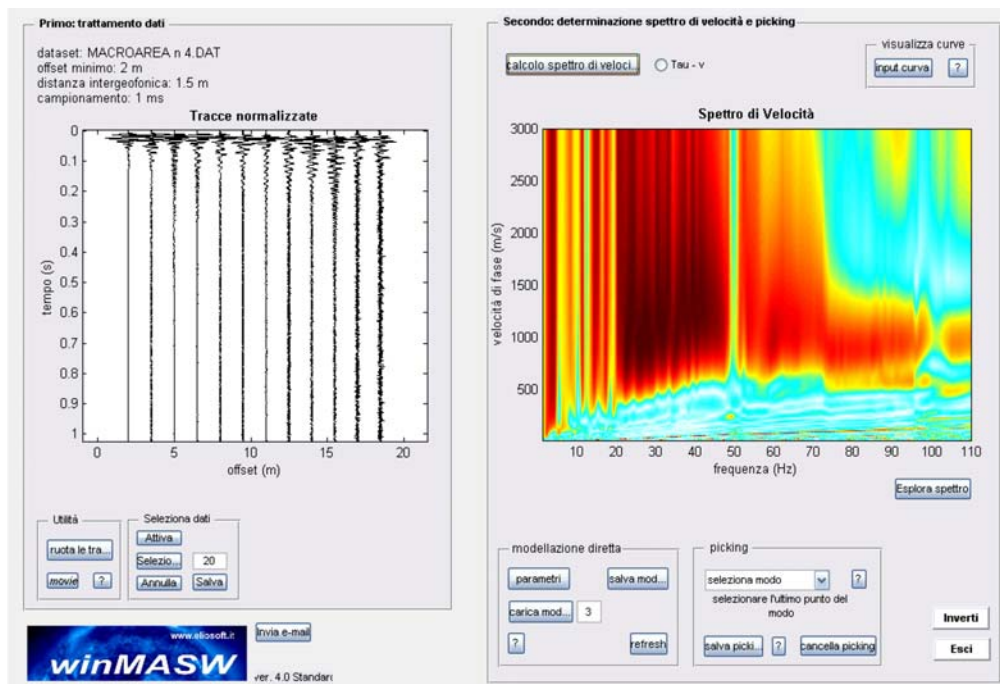 Primo: trattamento dati
dataset: MACROAREA n 4.DAT
offset minimo: 2 m
distanza intergeofonica: 1.5 m
campionamento: 1 ms
Tracce normalizzate
0
0.1
0.2
0.3
0.4
0.5
0.6
0.7
0.8
0.9
1
tempo (s)
0 5 10 15 20
offset (m)
Utilità
ruota le tra...
movie ?
Seleziona dati
Attiva
Selezio... 20
Annulla Salva
www.eliosoft.it
winMASW
Invia e-mail
ver. 4.0 Standar
Secondo: determinazione spettro di velocità e picking
calcolo spettro di veloci...
Tau - v
visualizza curve
input curva ?
Spettro di Velocità
3000
2500
2000
1500
1000
500
velocità di fase (m/s)
10 20 30 40 50 60 70 80 90 100 110
frequenza (Hz)
Esplora spettro
modellazione diretta
parametri salva mod...
carica mod... 3
? refresh
picking
seleziona modo ?
selezionare l'ultimo punto del
modo
salva picki... ? cancella picking
Inverti
Esci